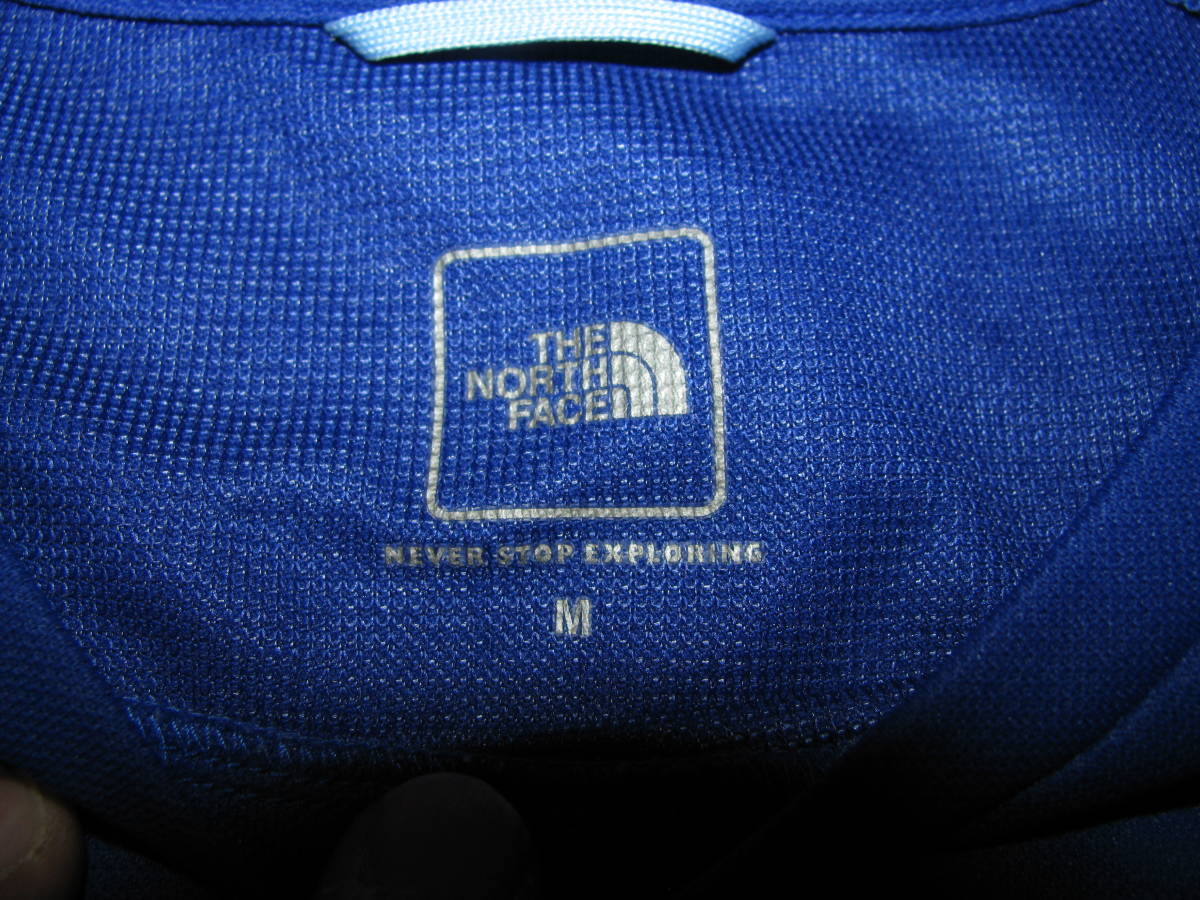 THE
NORTH
FACE
NEVER STOP EXPLORING
M